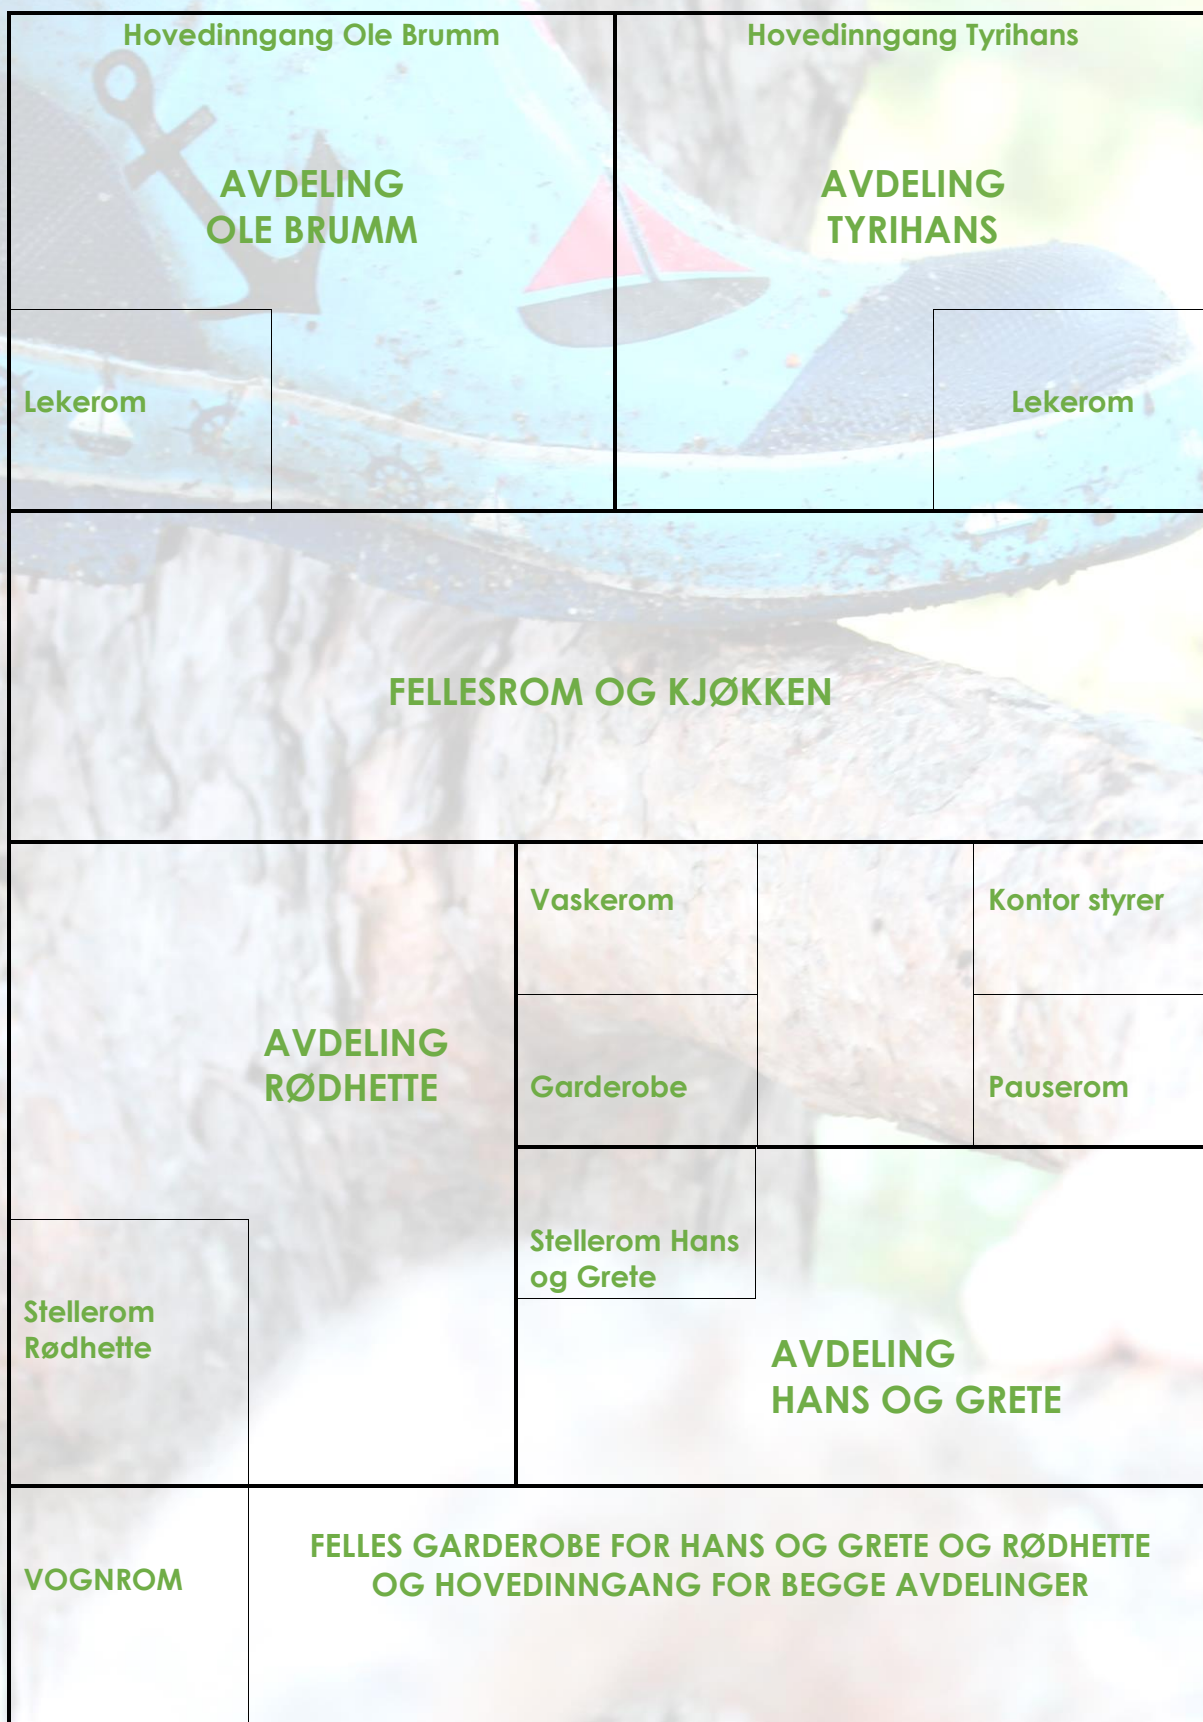 Hovedinngang Ole Brumm
Hovedinngang Tyrihans
AVDELING
OLE BRUMM
AVDELING
TYRIHANS
Lekerom
Lekerom
FELLESROM OG KJØKKEN
Vaskerom
Kontor styrer
AVDELING
RØDHETTE
Garderobe
Pauserom
Stellerom Hans
og Grete
Stellerom
Rødhette
AVDELING
HANS OG GRETE
VOGNROM
FELLES GARDEROBE FOR HANS OG GRETE OG RØDHETTE
OG HOVEDINNGANG FOR BEGGE AVDELINGER